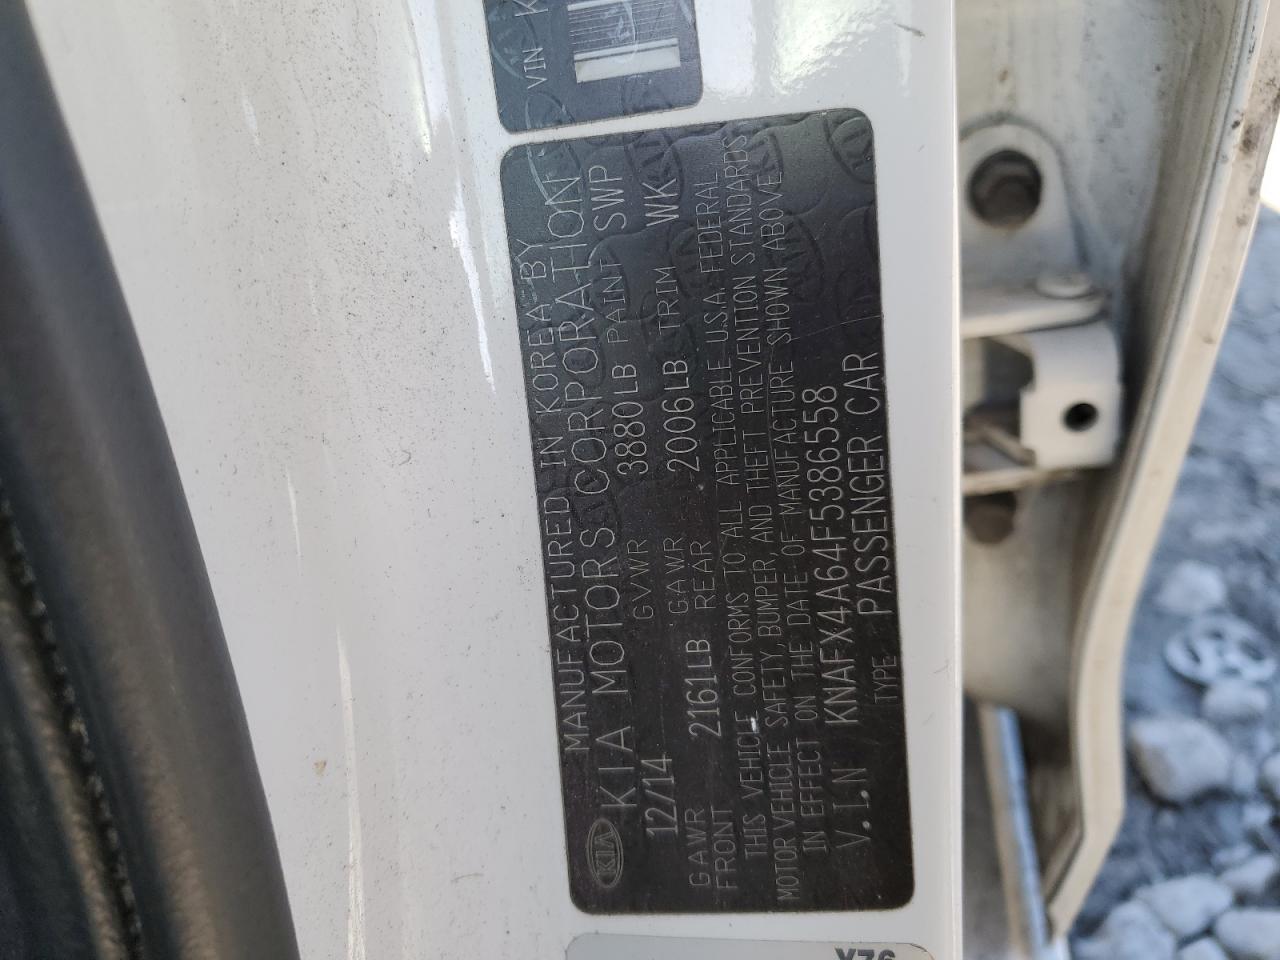 VIN K
MANUFACTURED IN KOREA BY
KIA KIA MOTORS CORPORATION
12/14 GVWR 3880LB PAINT SWP
GAWR FRONT 2161LB GAWR REAR 2006LB TRIM WK
THIS VEHICLE CONFORMS TO ALL APPLICABLE U.S.A. FEDERAL
MOTOR VEHICLE SAFETY, BUMPER, AND THEFT PREVENTION STANDARDS
IN EFFECT ON THE DATE OF MANUFACTURE SHOWN ABOVE.
V.I.N KNAFX4A64F5386558
TYPE: PASSENGER CAR